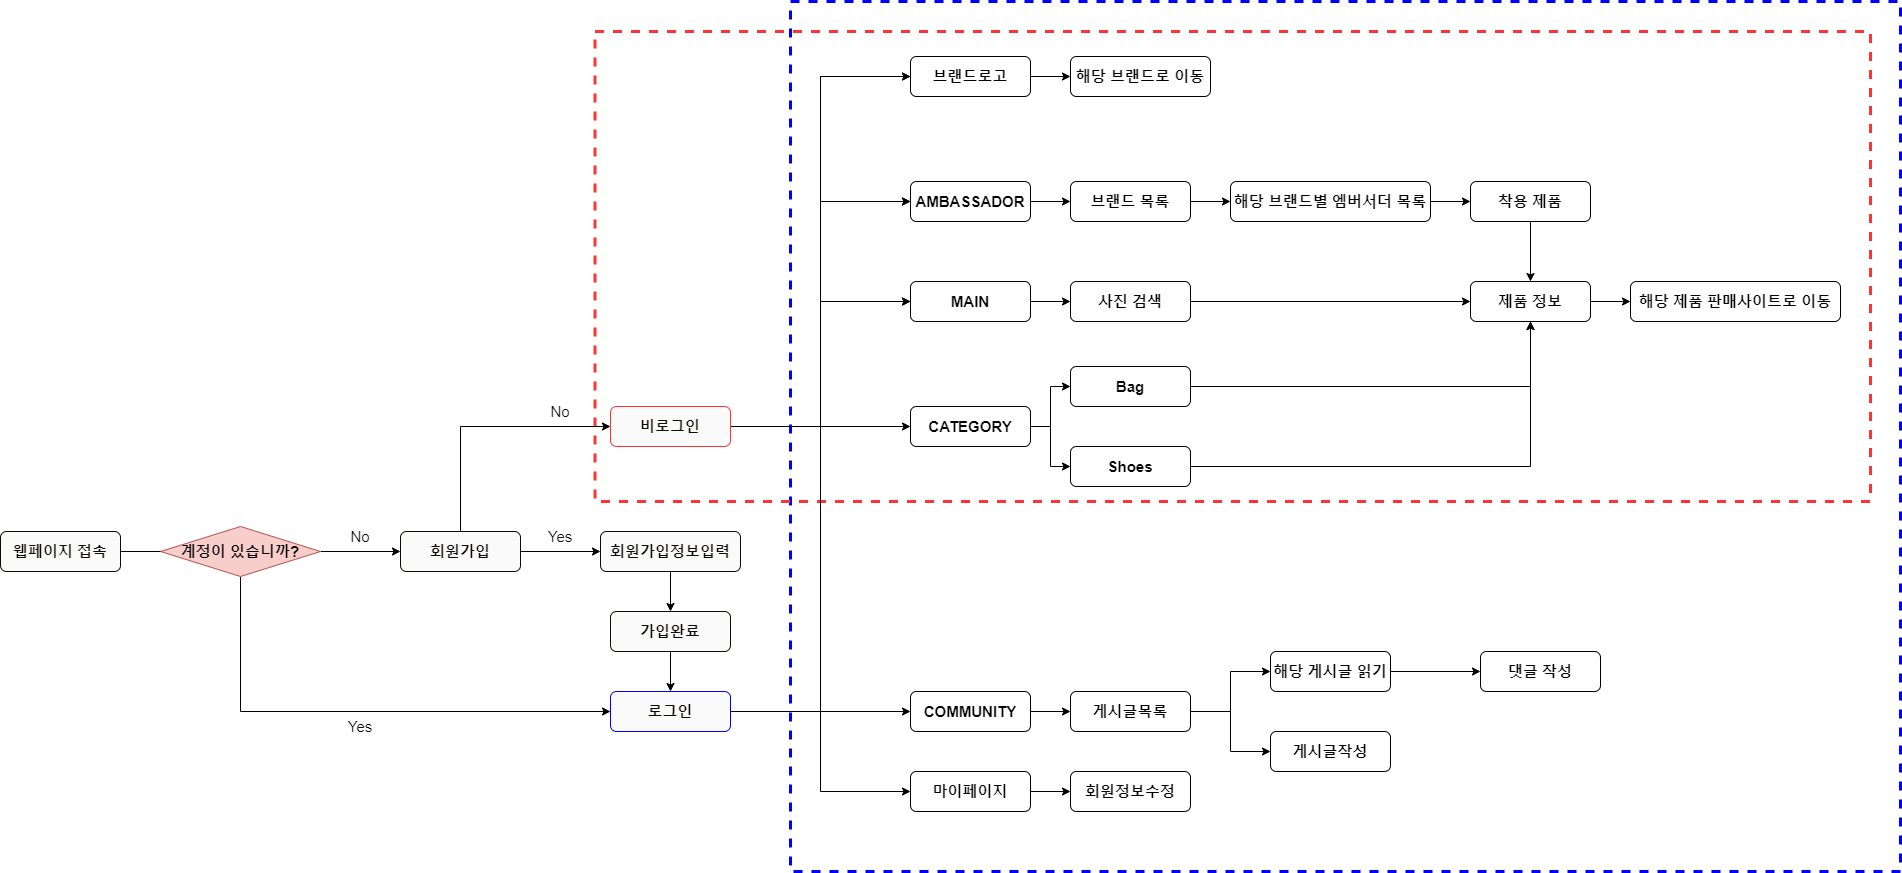 브랜드로고
해당 브랜드로 이동
AMBASSADOR
브랜드 목록
해당 브랜드별 엠버서더 목록
착용 제품
MAIN
사진 검색
제품 정보
해당 제품 판매사이트로 이동
Bag
No
비로그인
CATEGORY
Shoes
웹페이지 접속
계정이 있습니까?
No
회원가입
Yes
회원가입정보입력
가입완료
해당 게시글 읽기
댓글 작성
로그인
Yes
COMMUNITY
게시글목록
게시글작성
마이페이지
회원정보수정